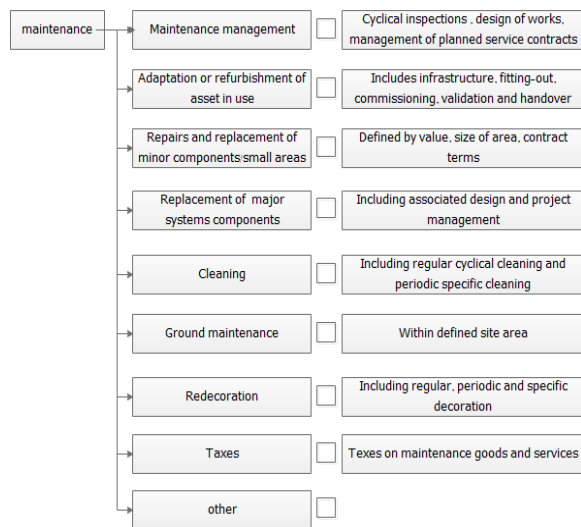 maintenance
Maintenance management
Cyclical inspections , design of works,
management of planned service contracts
Adaptation or refurbishment of
asset in use
Includes infrastructure, fitting-out,
commissioning, validation and handover
Repairs and replacement of
minor components/small areas
Defined by value, size of area, contract
terms
Replacement of major
systems components
Including associated design and project
management
Cleaning
Including regular cyclical cleaning and
periodic specific cleaning
Ground maintenance
Within defined site area
Redecoration
Including regular, periodic and specific
decoration
Taxes
Texes on maintenance goods and services
other